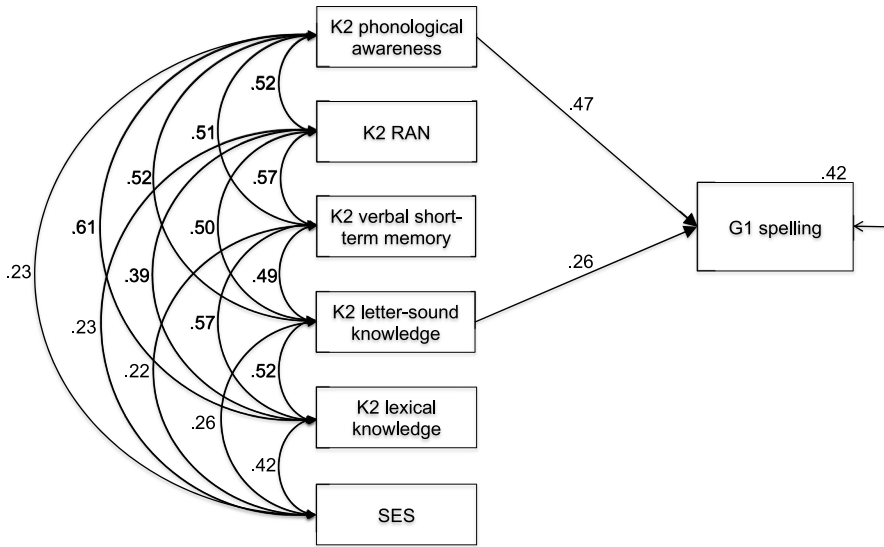 K2 phonological
awareness
.52
.47
K2 RAN
.51
.52
.57
.42
K2 verbal short-
term memory
G1 spelling
.61
.50
.26
.23
.39
.49
K2 letter-sound
knowledge
.23
.57
.22
.52
K2 lexical
knowledge
.26
.42
SES